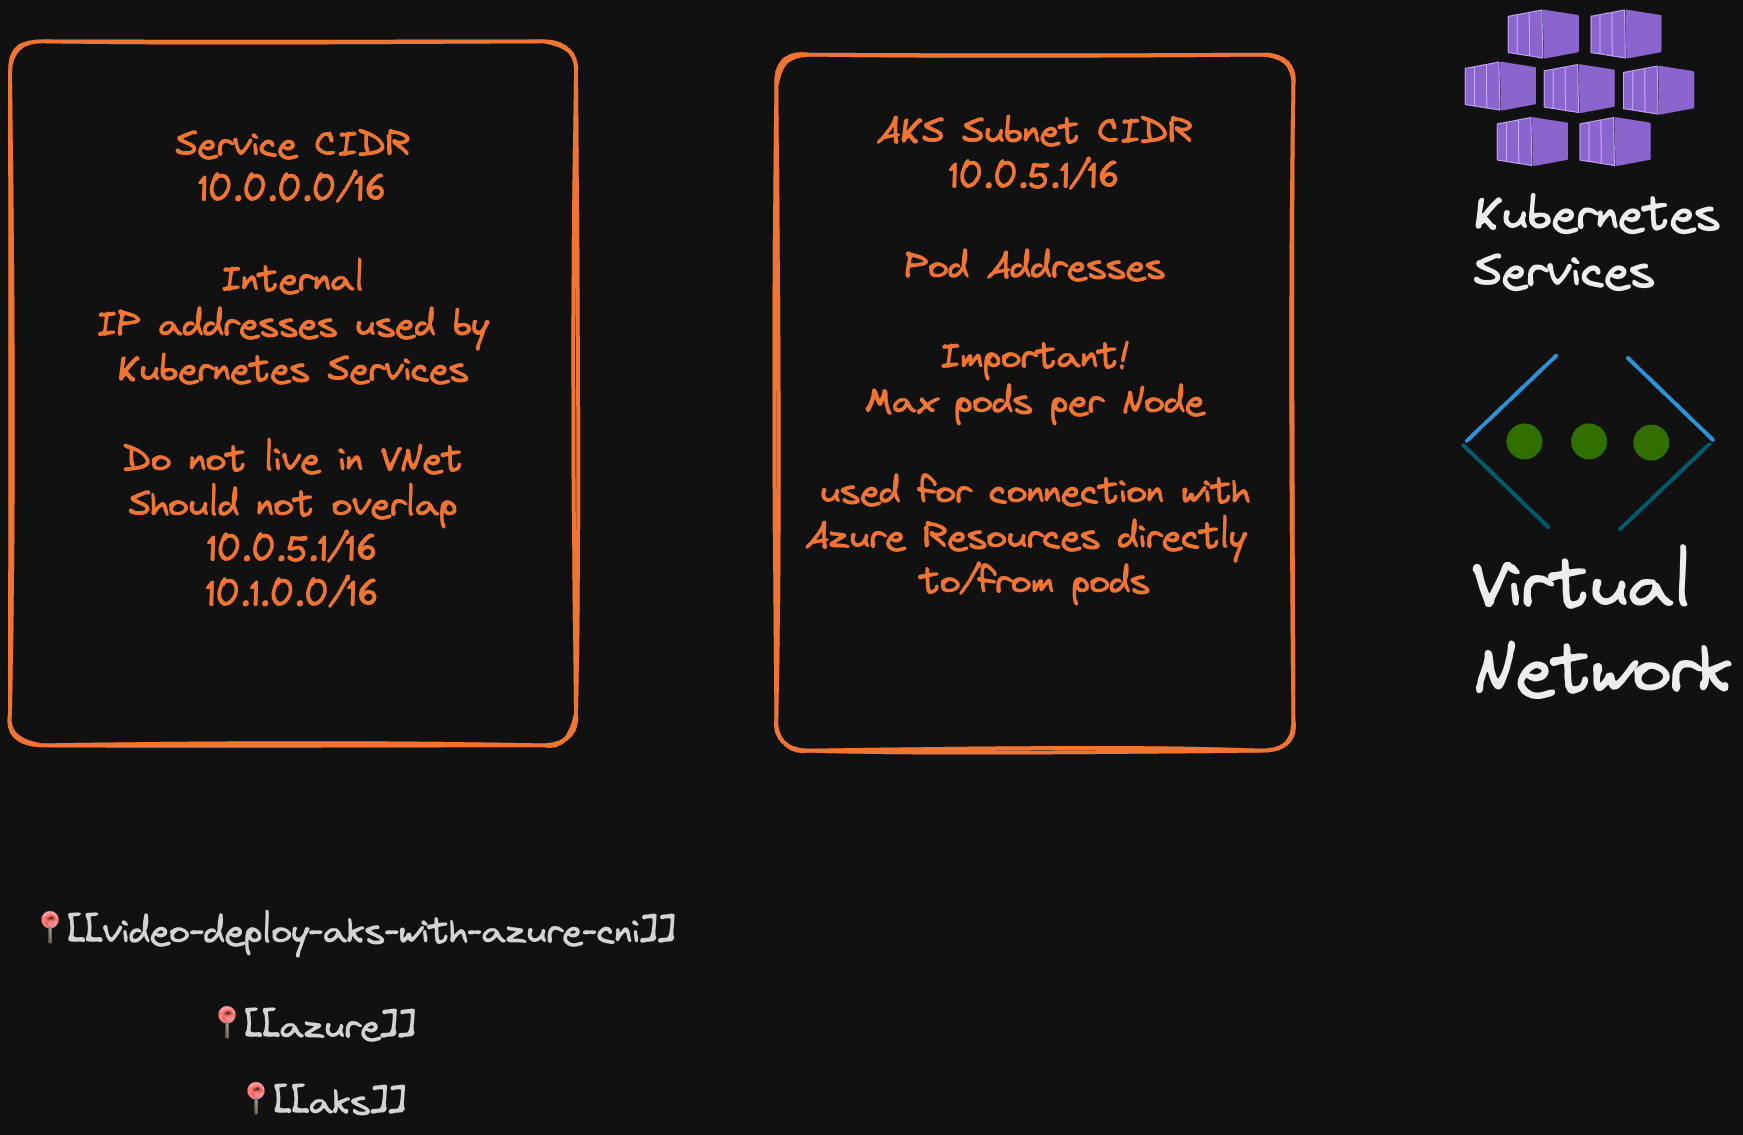 Service CIDR
10.0.0.0/16
Internal
IP addresses used by
Kubernetes Services
Do not live in VNet
Should not overlap
10.0.5.1/16
10.1.0.0/16
AKS Subnet CIDR
10.0.5.1/16
Pod Addresses
Important!
Max pods per Node
used for connection with
Azure Resources directly
to/from pods
Kubernetes
Services
Virtual
Network
[[video-deploy-aks-with-azure-cni]]
[[azure]]
[[aks]]